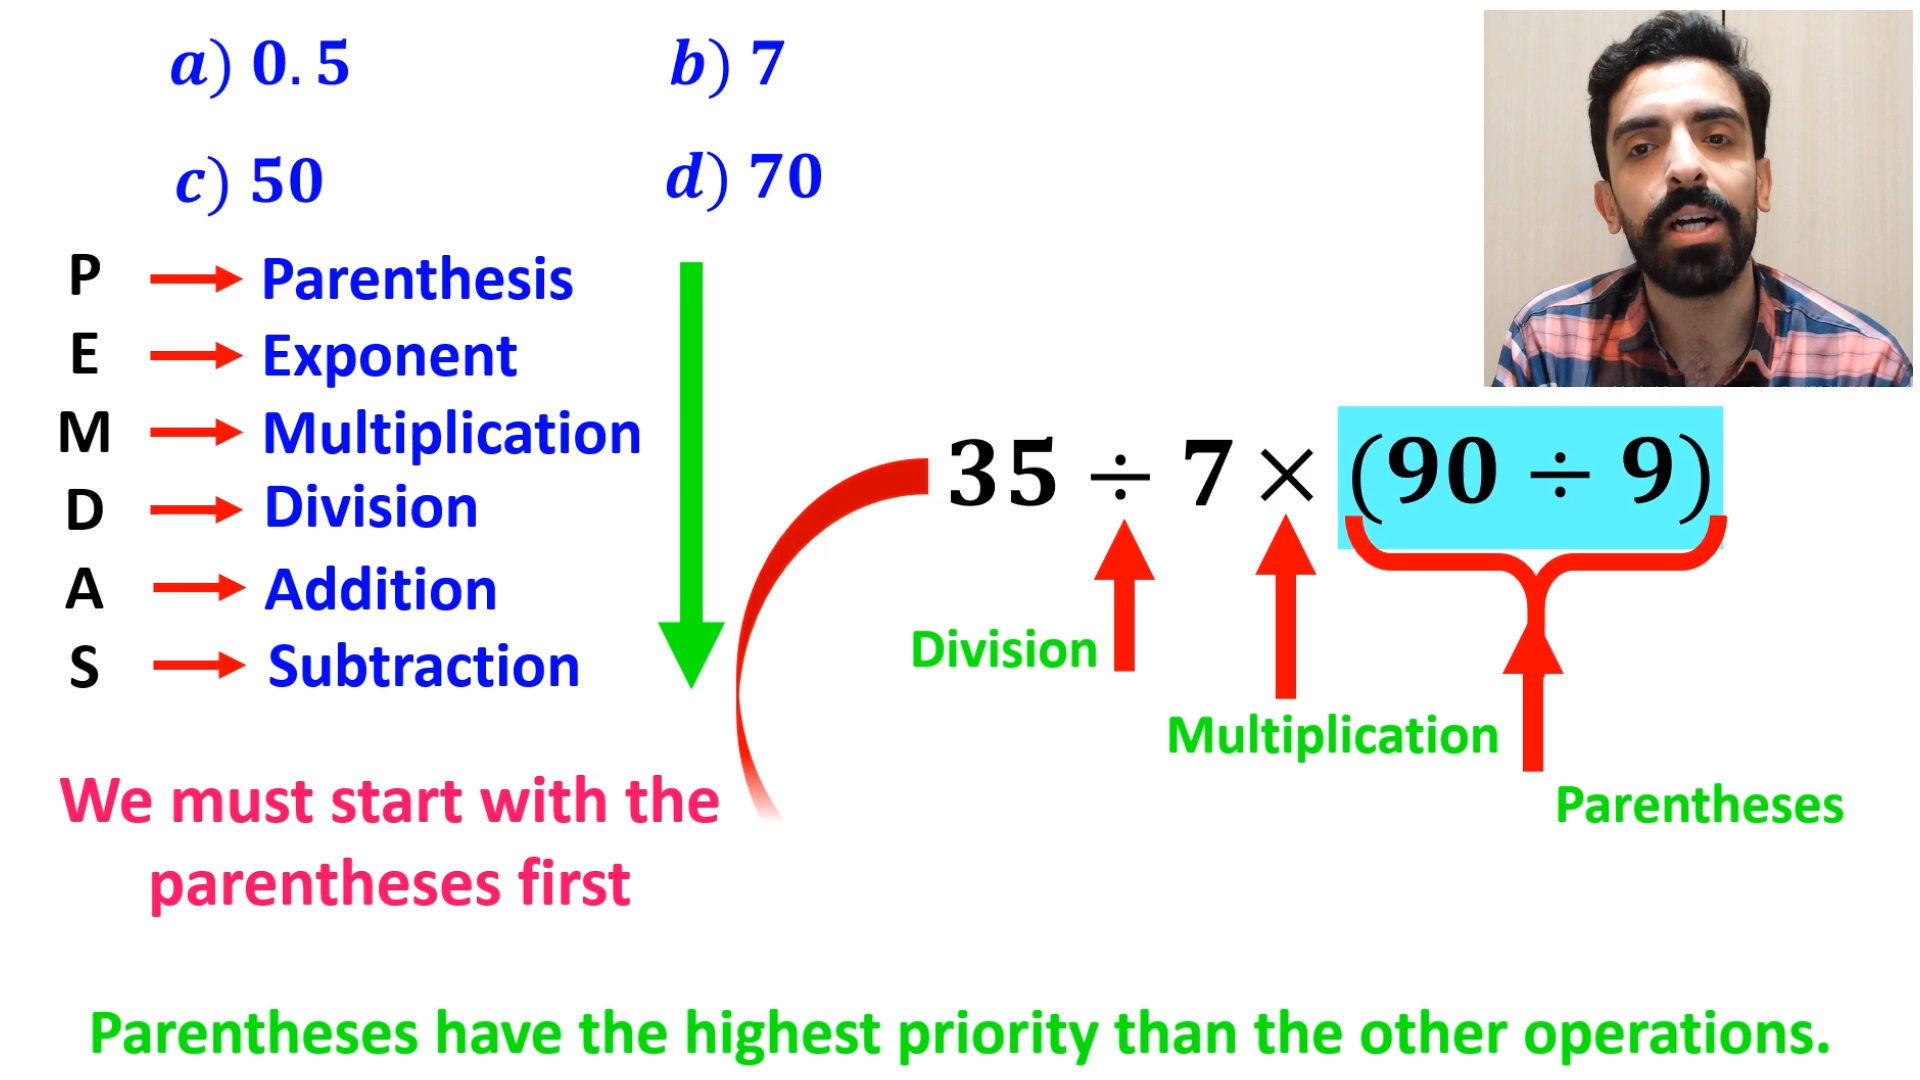 a) 0.5
b) 7
c) 50
d) 70
P Parenthesis
E Exponent
M Multiplication
D Division
A Addition
S Subtraction
35 ÷ 7 × (90 ÷ 9)
Division
Multiplication
Parentheses
We must start with the
parentheses first
Parentheses have the highest priority than the other operations.